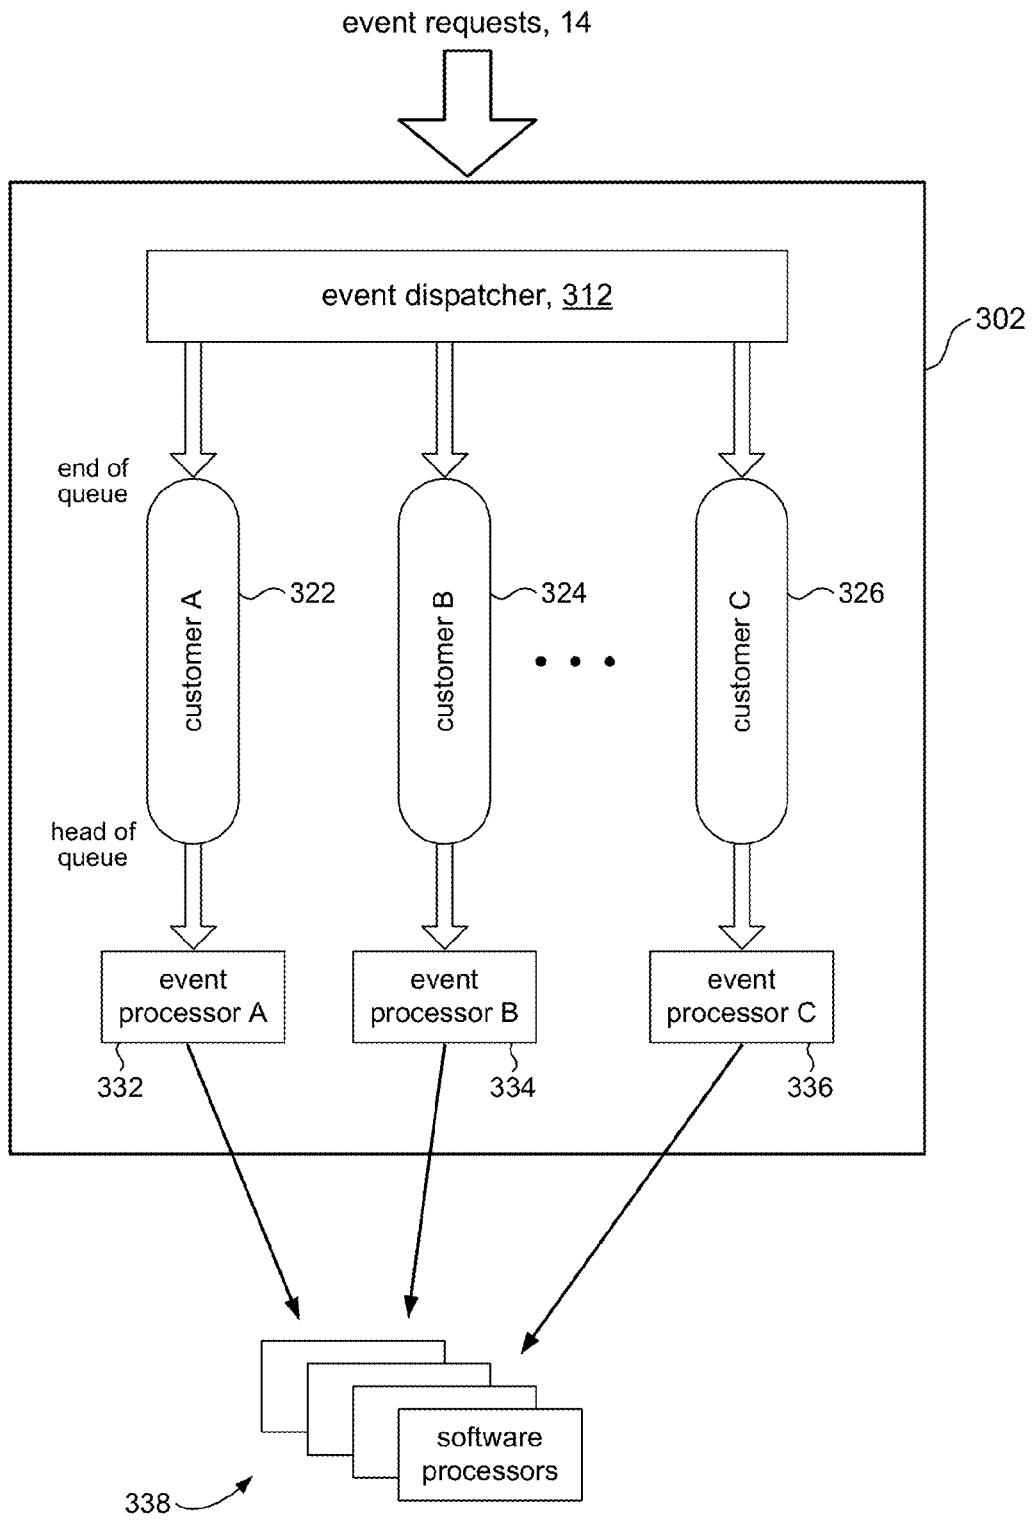 event requests, 14
event dispatcher, 312
302
end of
queue
customer A
322
customer B
324
customer C
326
head of
queue
event
processor A
event
processor B
event
processor C
332
334
336
software
processors
338